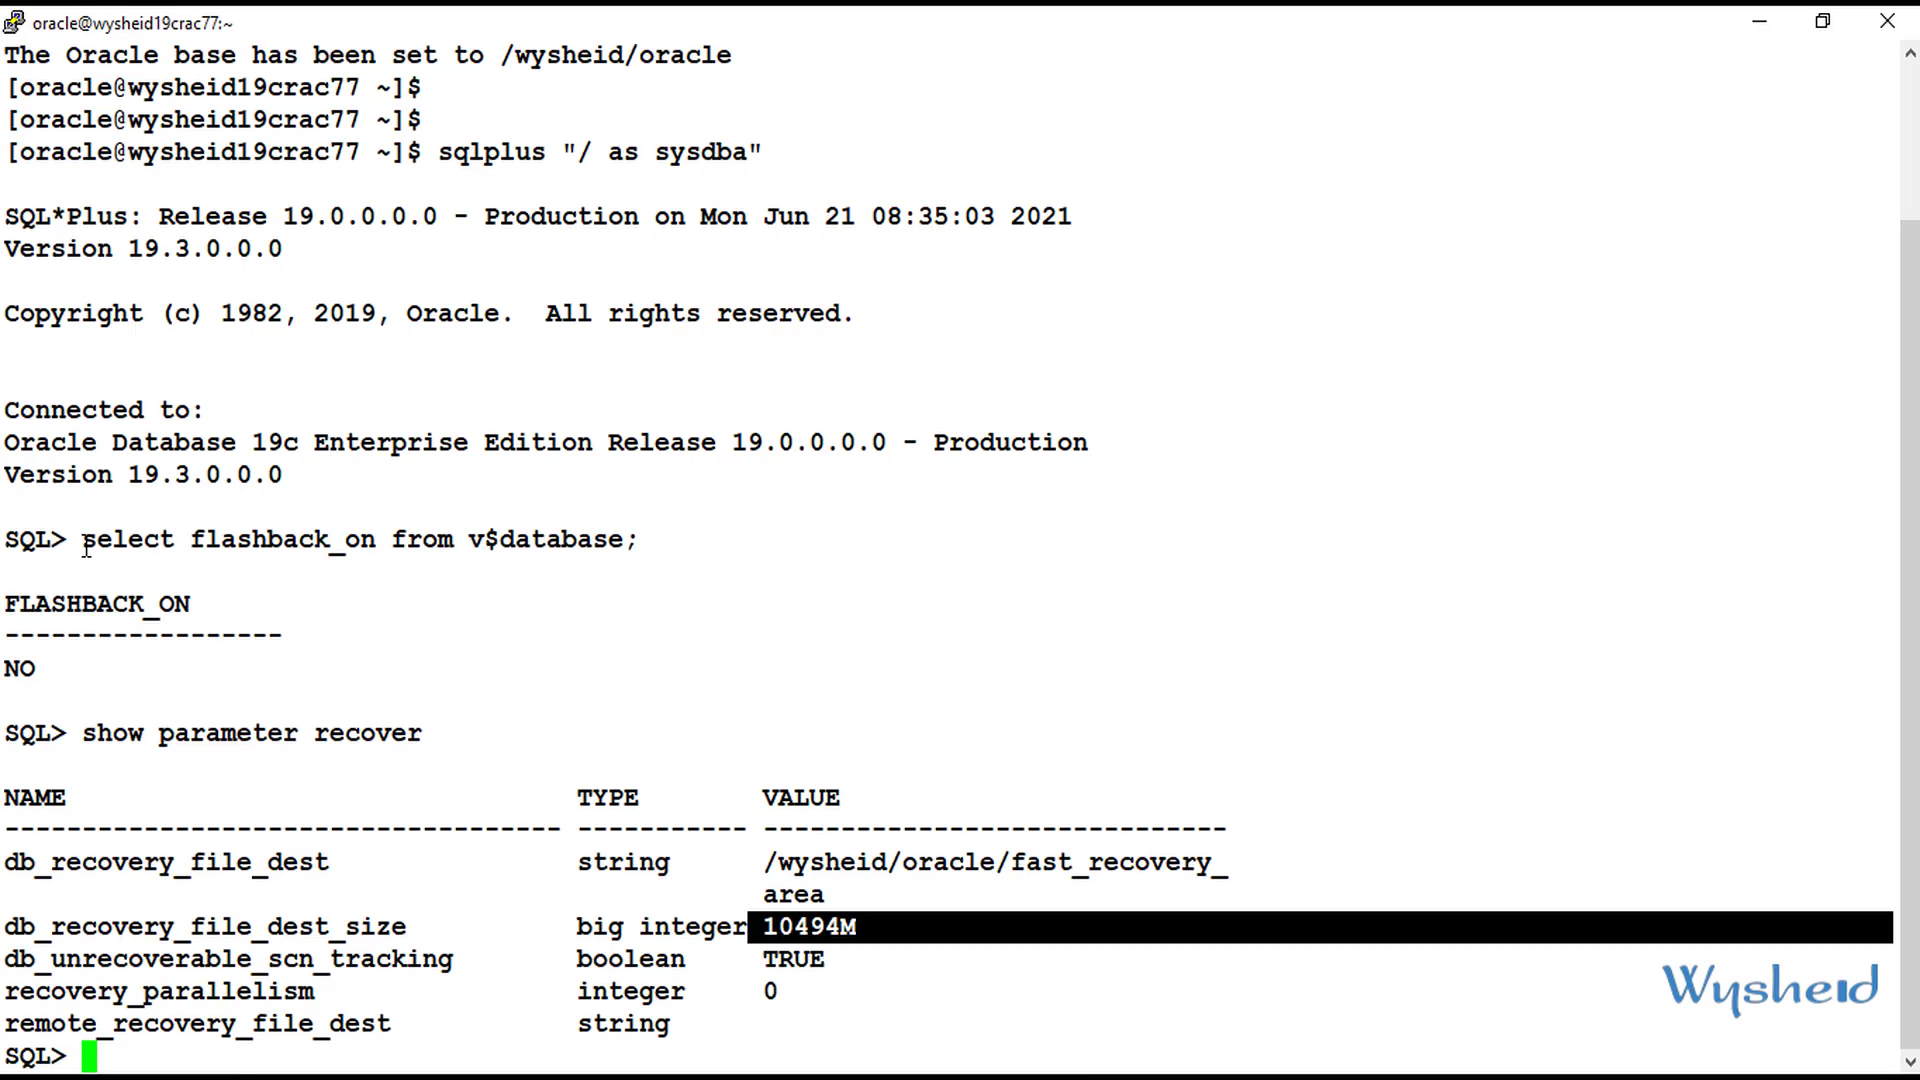 oracle@wysheid19crac77:~
The Oracle base has been set to /wysheid/oracle
[oracle@wysheid19crac77 ~]$
[oracle@wysheid19crac77 ~]$
[oracle@wysheid19crac77 ~]$ sqlplus "/ as sysdba"
SQL*Plus: Release 19.0.0.0.0 - Production on Mon Jun 21 08:35:03 2021
Version 19.3.0.0.0
Copyright (c) 1982, 2019, Oracle.  All rights reserved.
Connected to:
Oracle Database 19c Enterprise Edition Release 19.0.0.0.0 - Production
Version 19.3.0.0.0
SQL> select flashback_on from v$database;
FLASHBACK_ON
------------------
NO
SQL> show parameter recover
NAME                                 TYPE        VALUE
------------------------------------ ----------- ------------------------------
db_recovery_file_dest                string      /wysheid/oracle/fast_recovery_
                                                 area
db_recovery_file_dest_size           big integer 10494M
db_unrecoverable_scn_tracking        boolean     TRUE
recovery_parallelism                 integer     0
remote_recovery_file_dest            string
SQL>
Wysheid